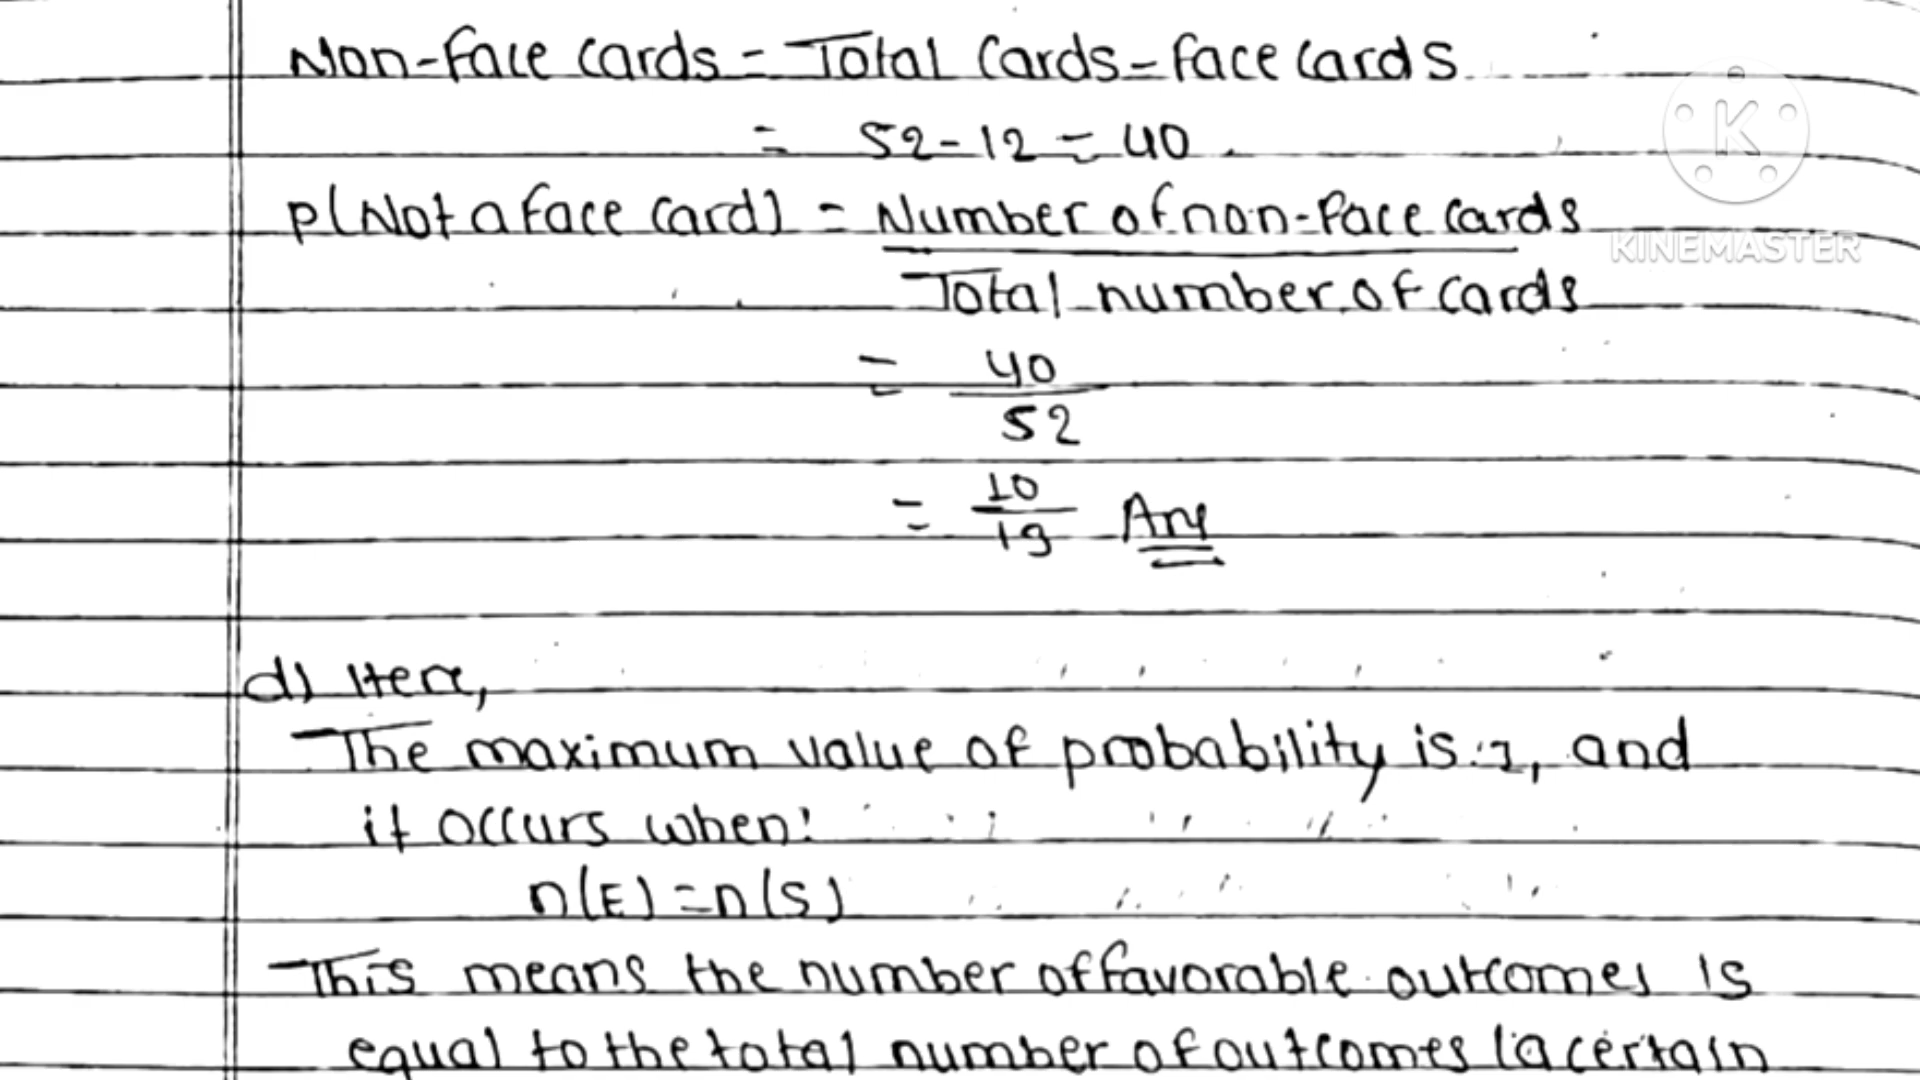 Non-Face cards = Total Cards - face cards
= 52 - 12 = 40
P(Not a Face card) = Number of non-Face cards
Total number of cards
= 40
52
= 10
13 Ans
d) Here,
The maximum value of probability is 1, and
it occurs when:
n(E) = n(S)
This means the number of favorable outcomes is
equal to the total number of outcomes (a certain
K
KINEMASTER